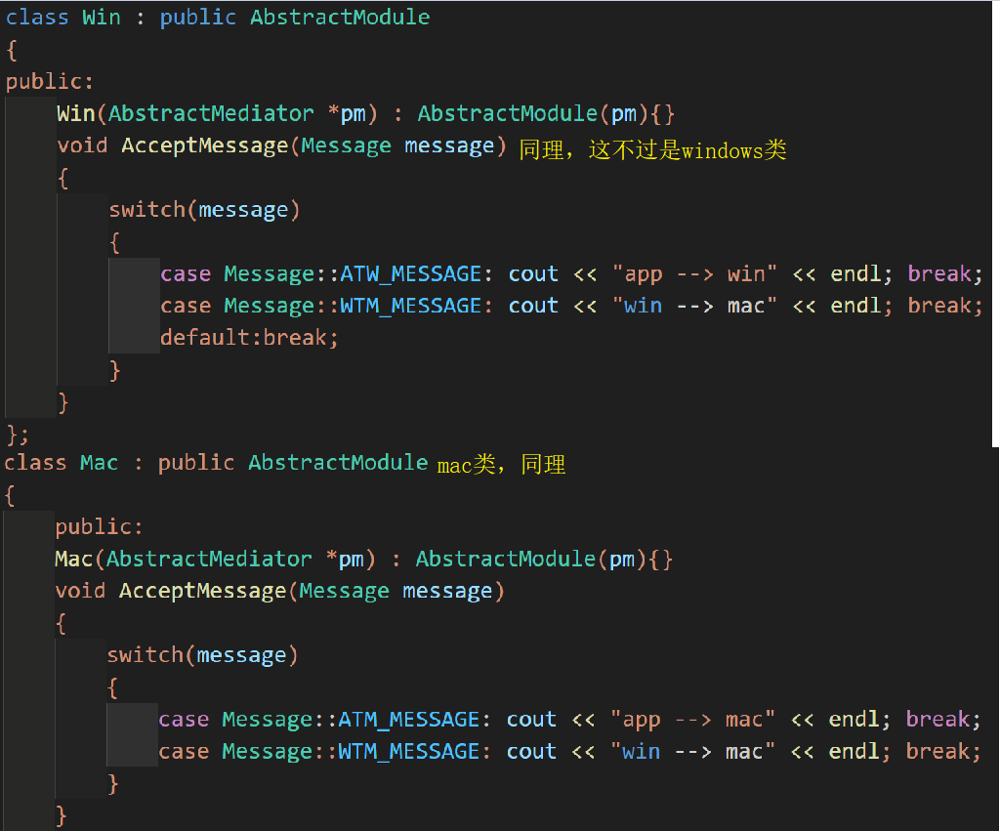 class Win : public AbstractModule
{
public:
Win(AbstractMediator *pm) : AbstractModule(pm){}
void AcceptMessage(Message message) 同理，这不过是windows类
{
switch(message)
{
case Message::ATW_MESSAGE: cout << "app --> win" << endl; break;
case Message::WTM_MESSAGE: cout << "win --> mac" << endl; break;
default:break;
}
}
};
class Mac : public AbstractModule mac类，同理
{
public:
Mac(AbstractMediator *pm) : AbstractModule(pm){}
void AcceptMessage(Message message)
{
switch(message)
{
case Message::ATM_MESSAGE: cout << "app --> mac" << endl; break;
case Message::WTM_MESSAGE: cout << "win --> mac" << endl; break;
}
}